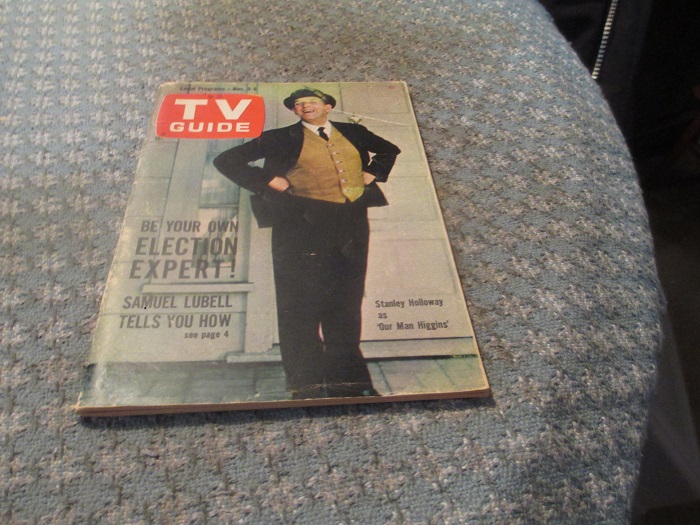 Local Programs - Nov.
TV
GUIDE
BE YOUR OWN
ELECTION
EXPERT!
SAMUEL LUBELL
TELLS YOU HOW
see page 4
Stanley Holloway
as
'Our Man Higgins'